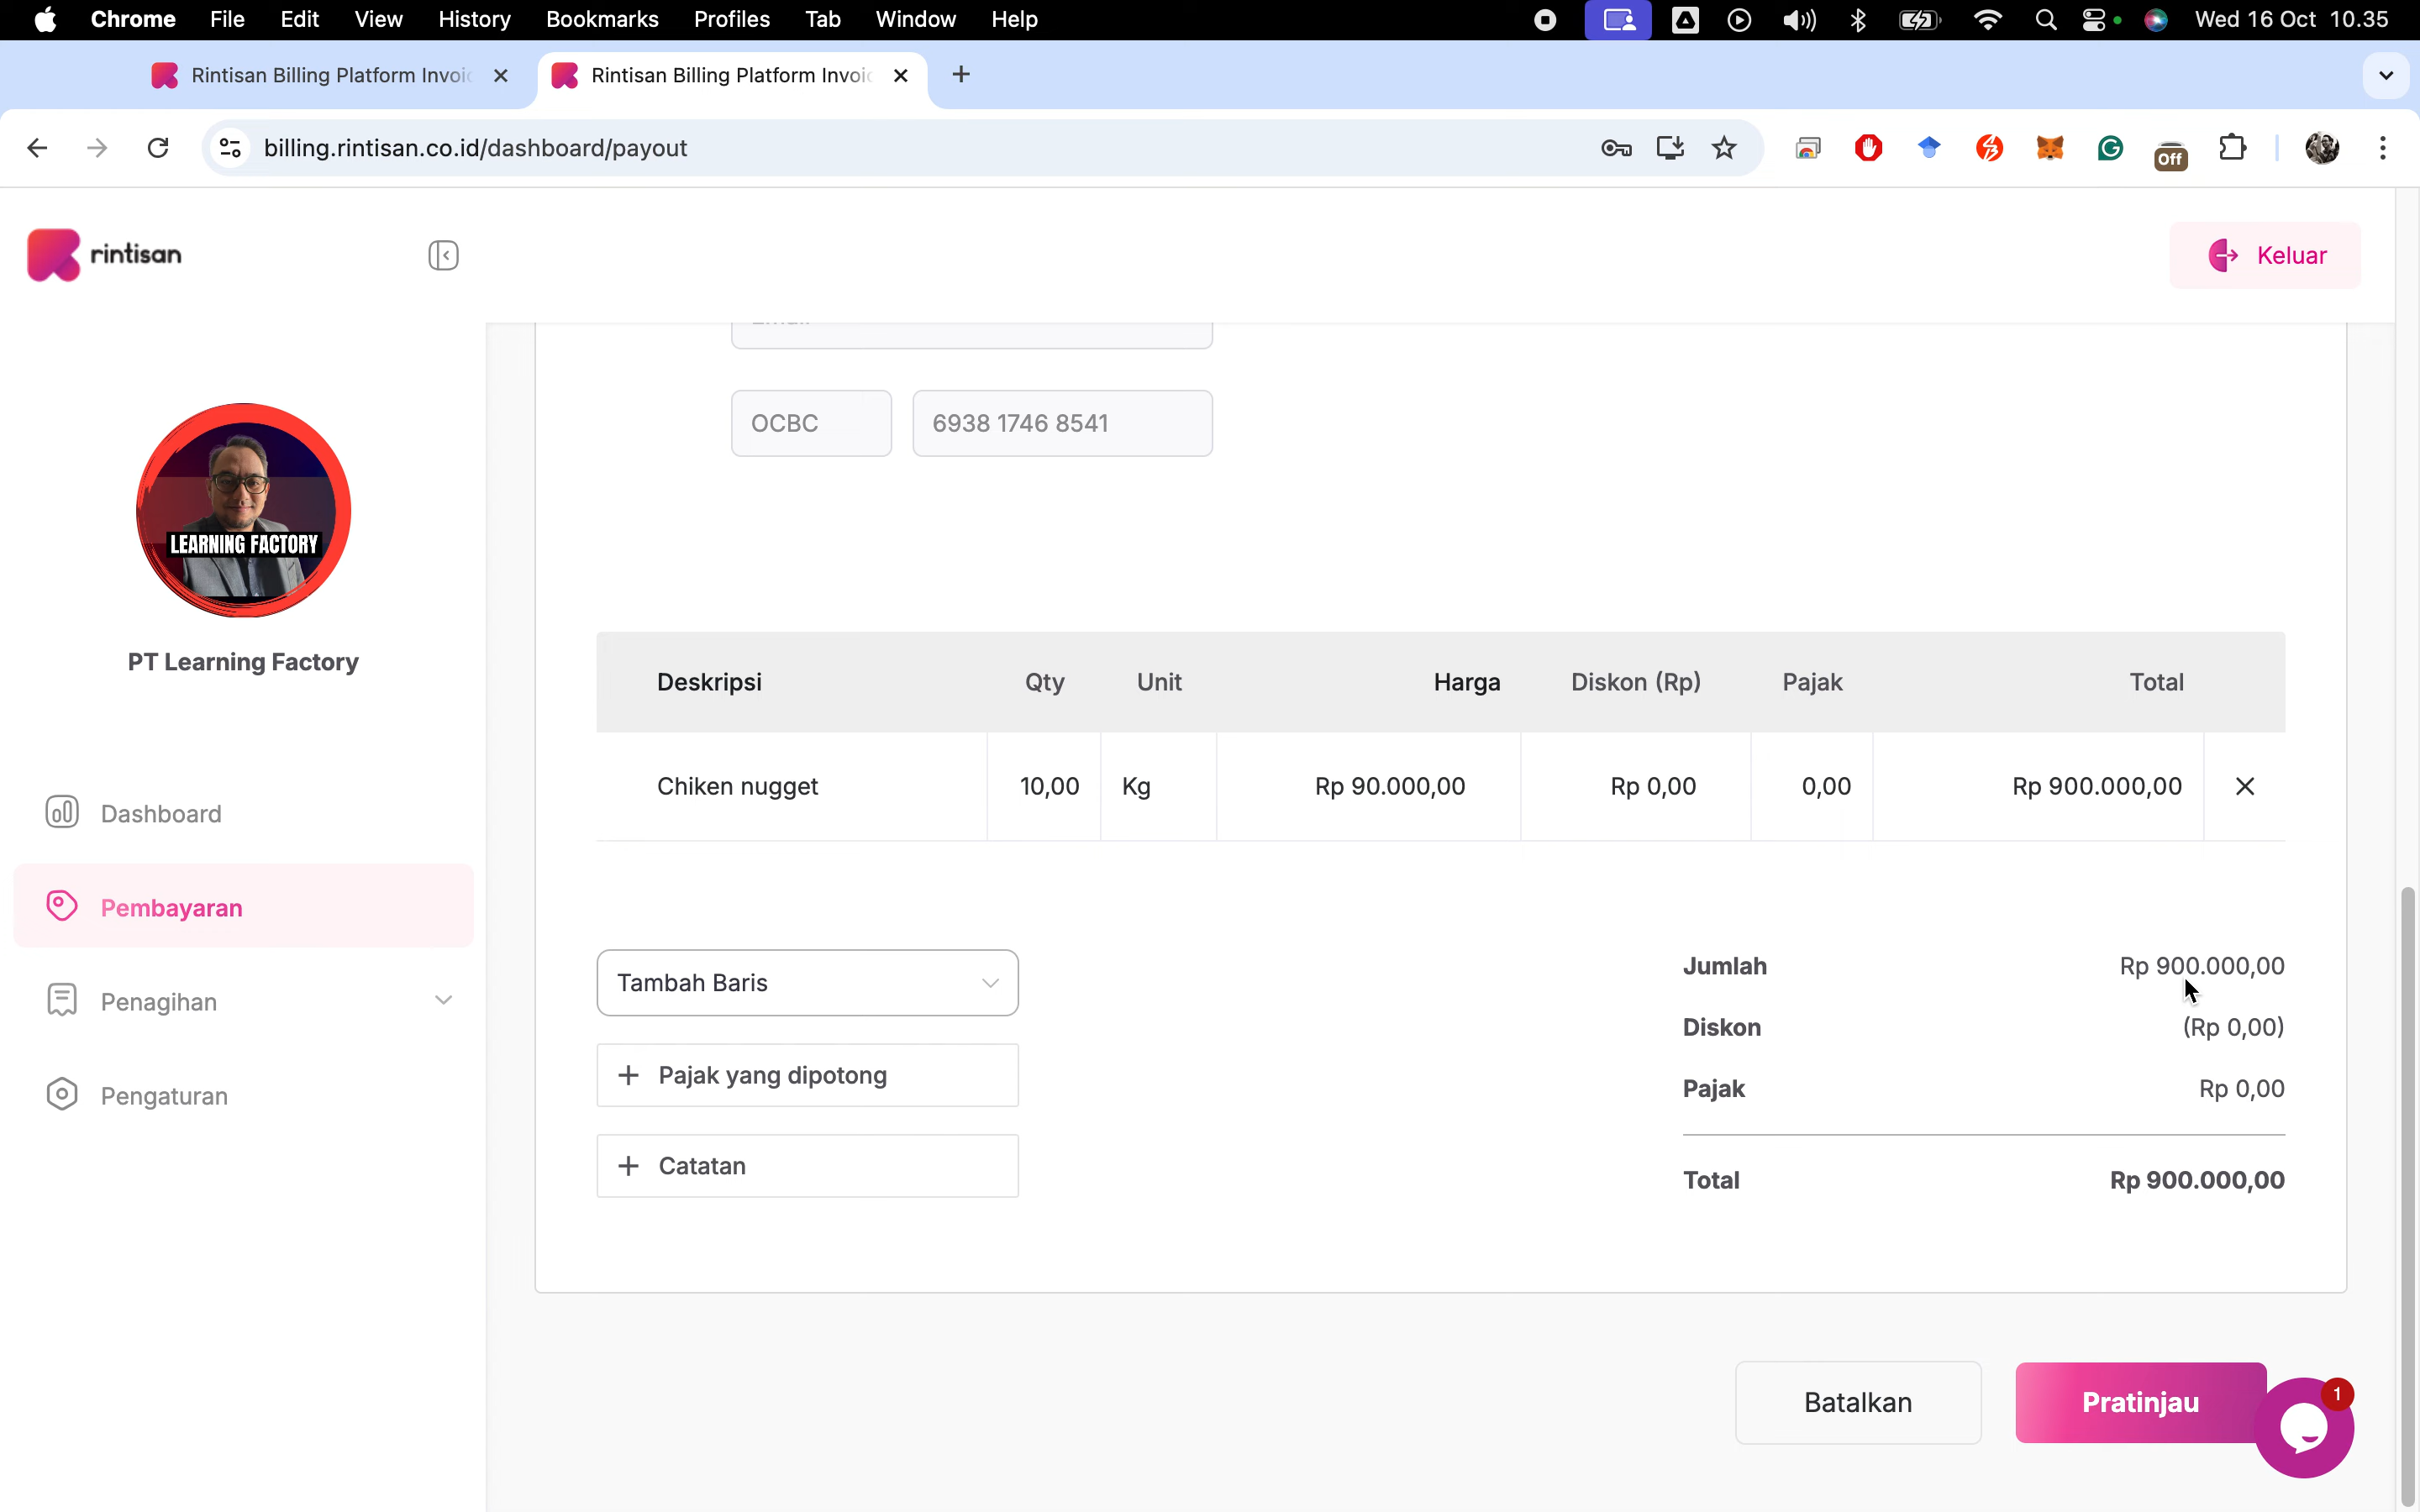 Chrome File Edit View History Bookmarks Profiles Tab Window Help Wed 16 Oct 10.35
Rintisan Billing Platform Invoic Rintisan Billing Platform Invoic
billing.rintisan.co.id/dashboard/payout
Off
rintisan
Keluar
OCBC 6938 1746 8541
LEARNING FACTORY
PT Learning Factory
Deskripsi Qty Unit Harga Diskon (Rp) Pajak Total
Chiken nugget 10,00 Kg Rp 90.000,00 Rp 0,00 0,00 Rp 900.000,00
Dashboard
Pembayaran
Penagihan
Pengaturan
Tambah Baris
+ Pajak yang dipotong
+ Catatan
Jumlah Rp 900.000,00
Diskon (Rp 0,00)
Pajak Rp 0,00
Total Rp 900.000,00
Batalkan Pratinjau
1